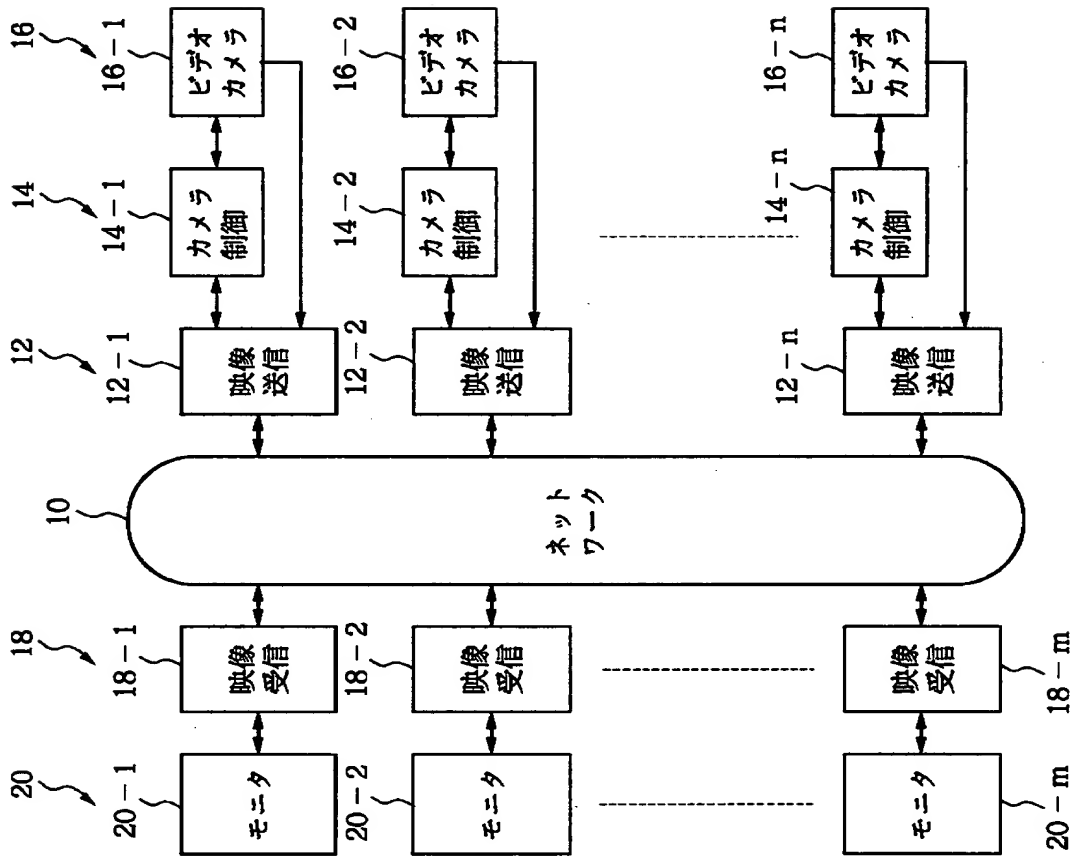 20
18
10
12
14
16
20-1
18-1
12-1
14-1
16-1
モニタ
映像
受信
映像
送信
カメラ
制御
ビデオ
カメラ
20-2
18-2
12-2
14-2
16-2
モニタ
映像
受信
ネット
ワーク
映像
送信
カメラ
制御
ビデオ
カメラ
12-n
14-n
16-n
モニタ
映像
受信
映像
送信
カメラ
制御
ビデオ
カメラ
20-m
18-m